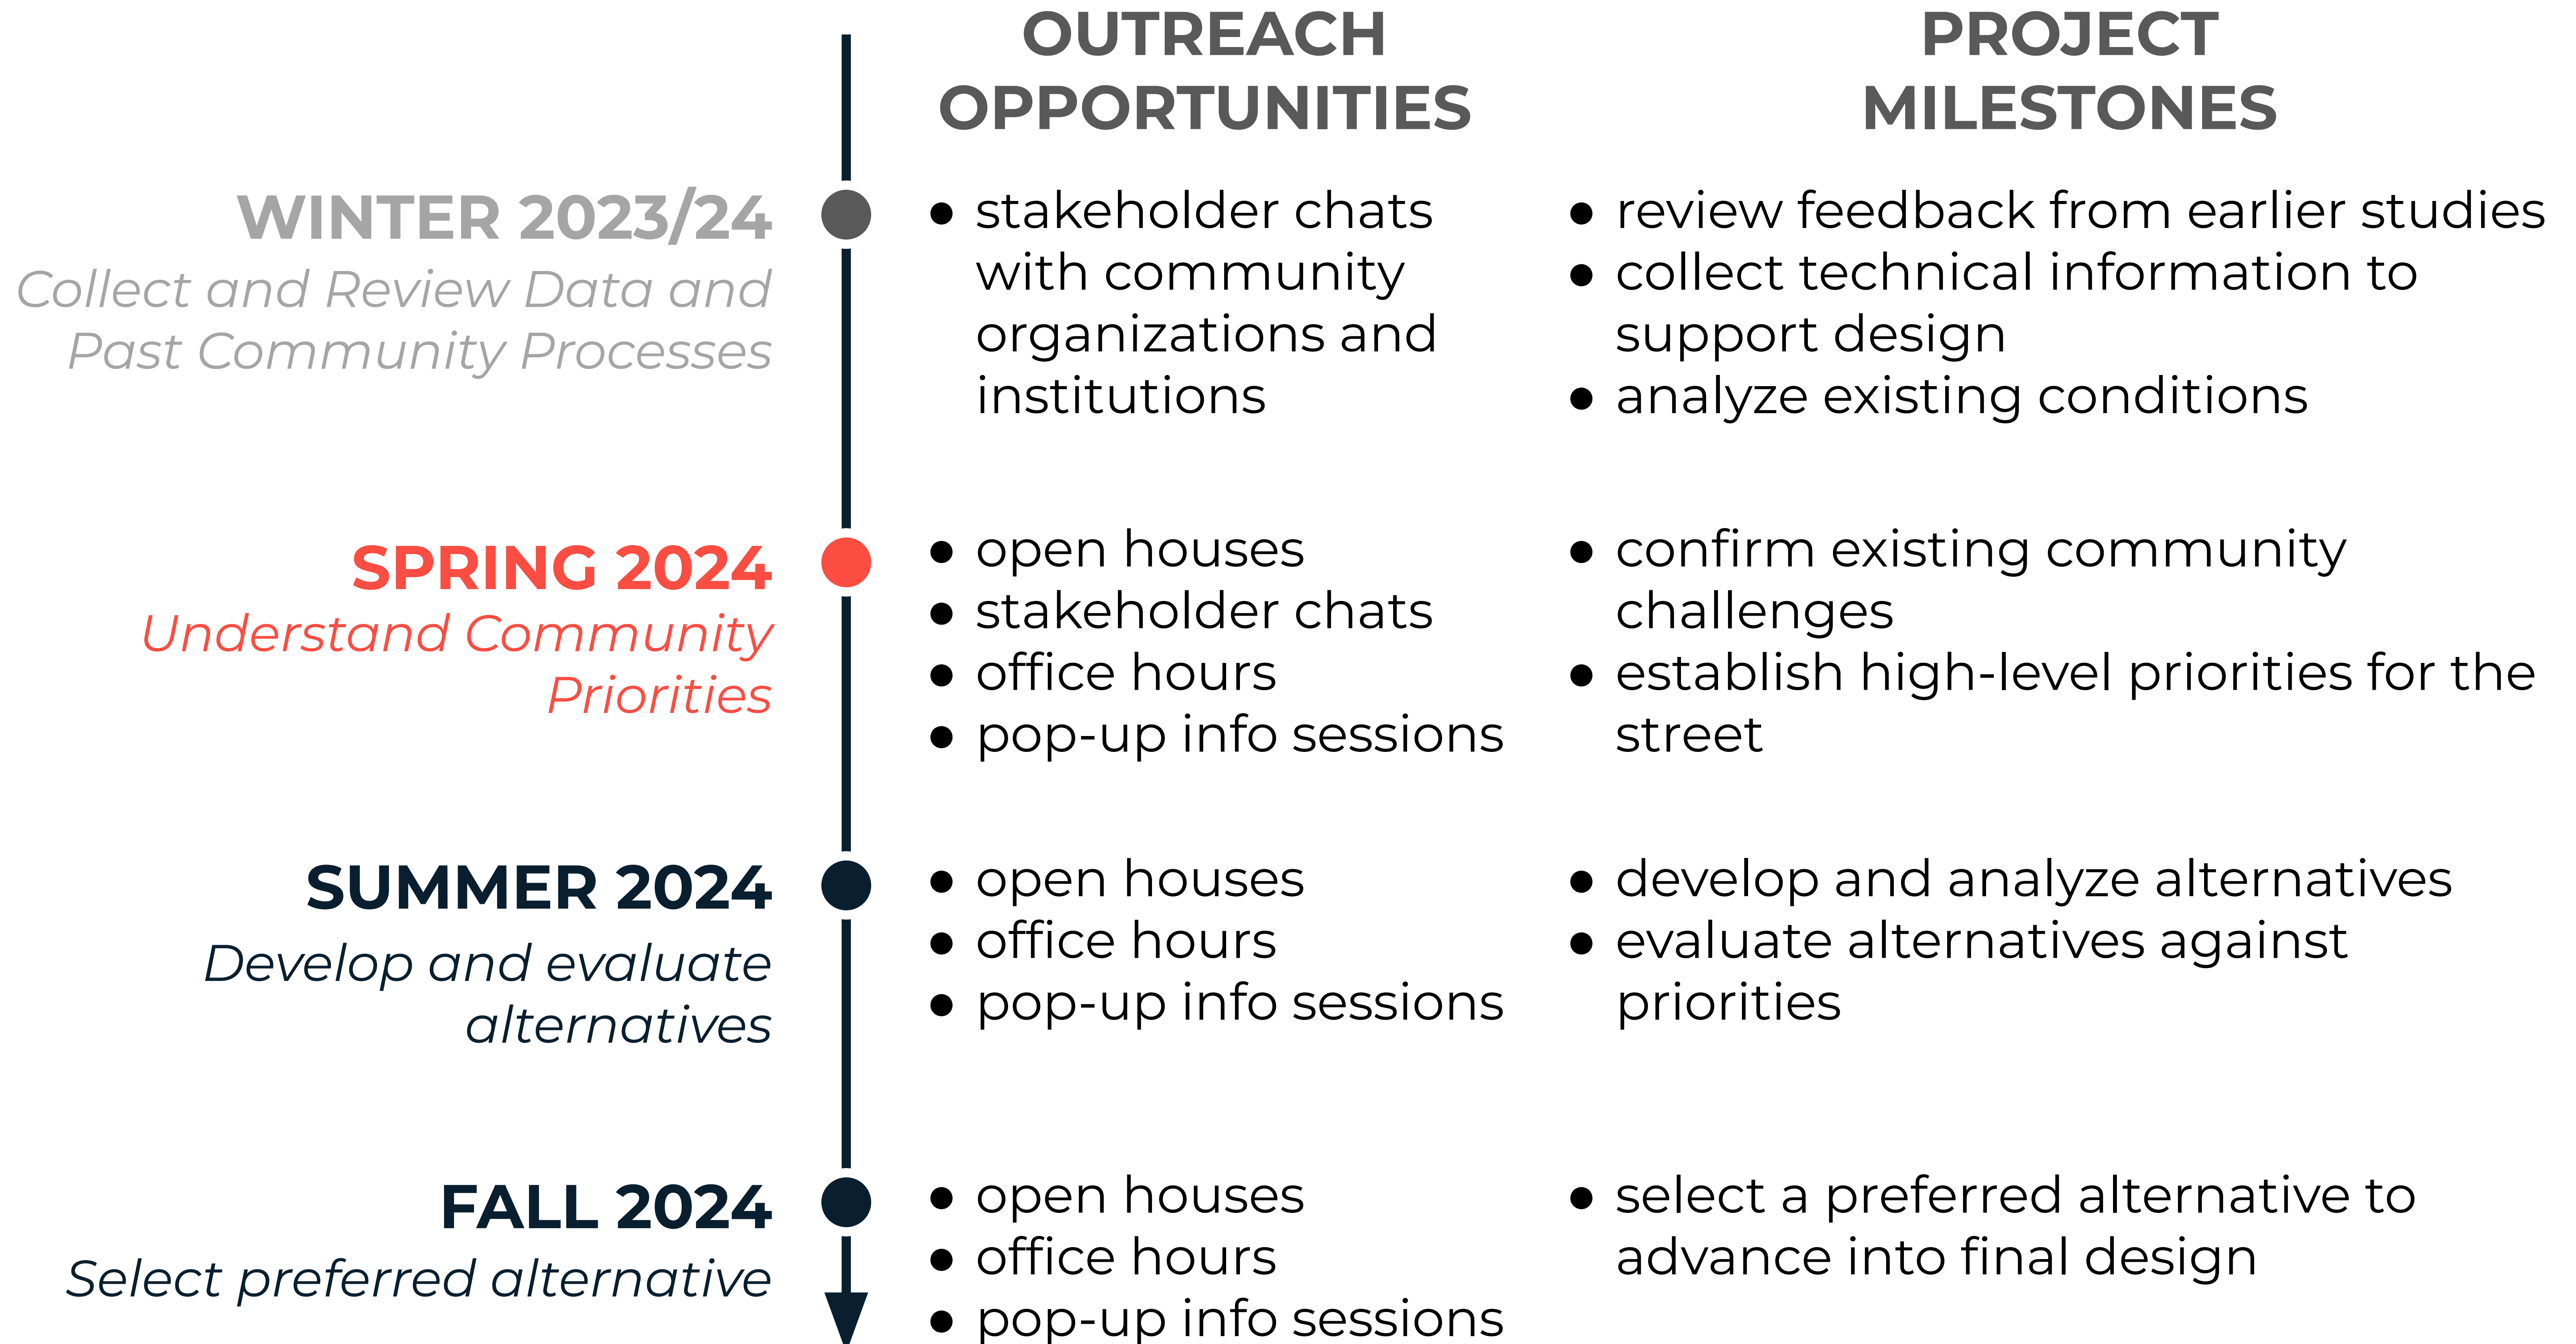 OUTREACH
OPPORTUNITIES
PROJECT
MILESTONES
WINTER 2023/24
Collect and Review Data and
Past Community Processes
● stakeholder chats
with community
organizations and
institutions
● review feedback from earlier studies
● collect technical information to
support design
● analyze existing conditions
SPRING 2024
Understand Community
Priorities
● open houses
● stakeholder chats
● office hours
● pop-up info sessions
● confirm existing community
challenges
● establish high-level priorities for the
street
SUMMER 2024
Develop and evaluate
alternatives
● open houses
● office hours
● pop-up info sessions
● develop and analyze alternatives
● evaluate alternatives against
priorities
FALL 2024
Select preferred alternative
● open houses
● office hours
● pop-up info sessions
● select a preferred alternative to
advance into final design